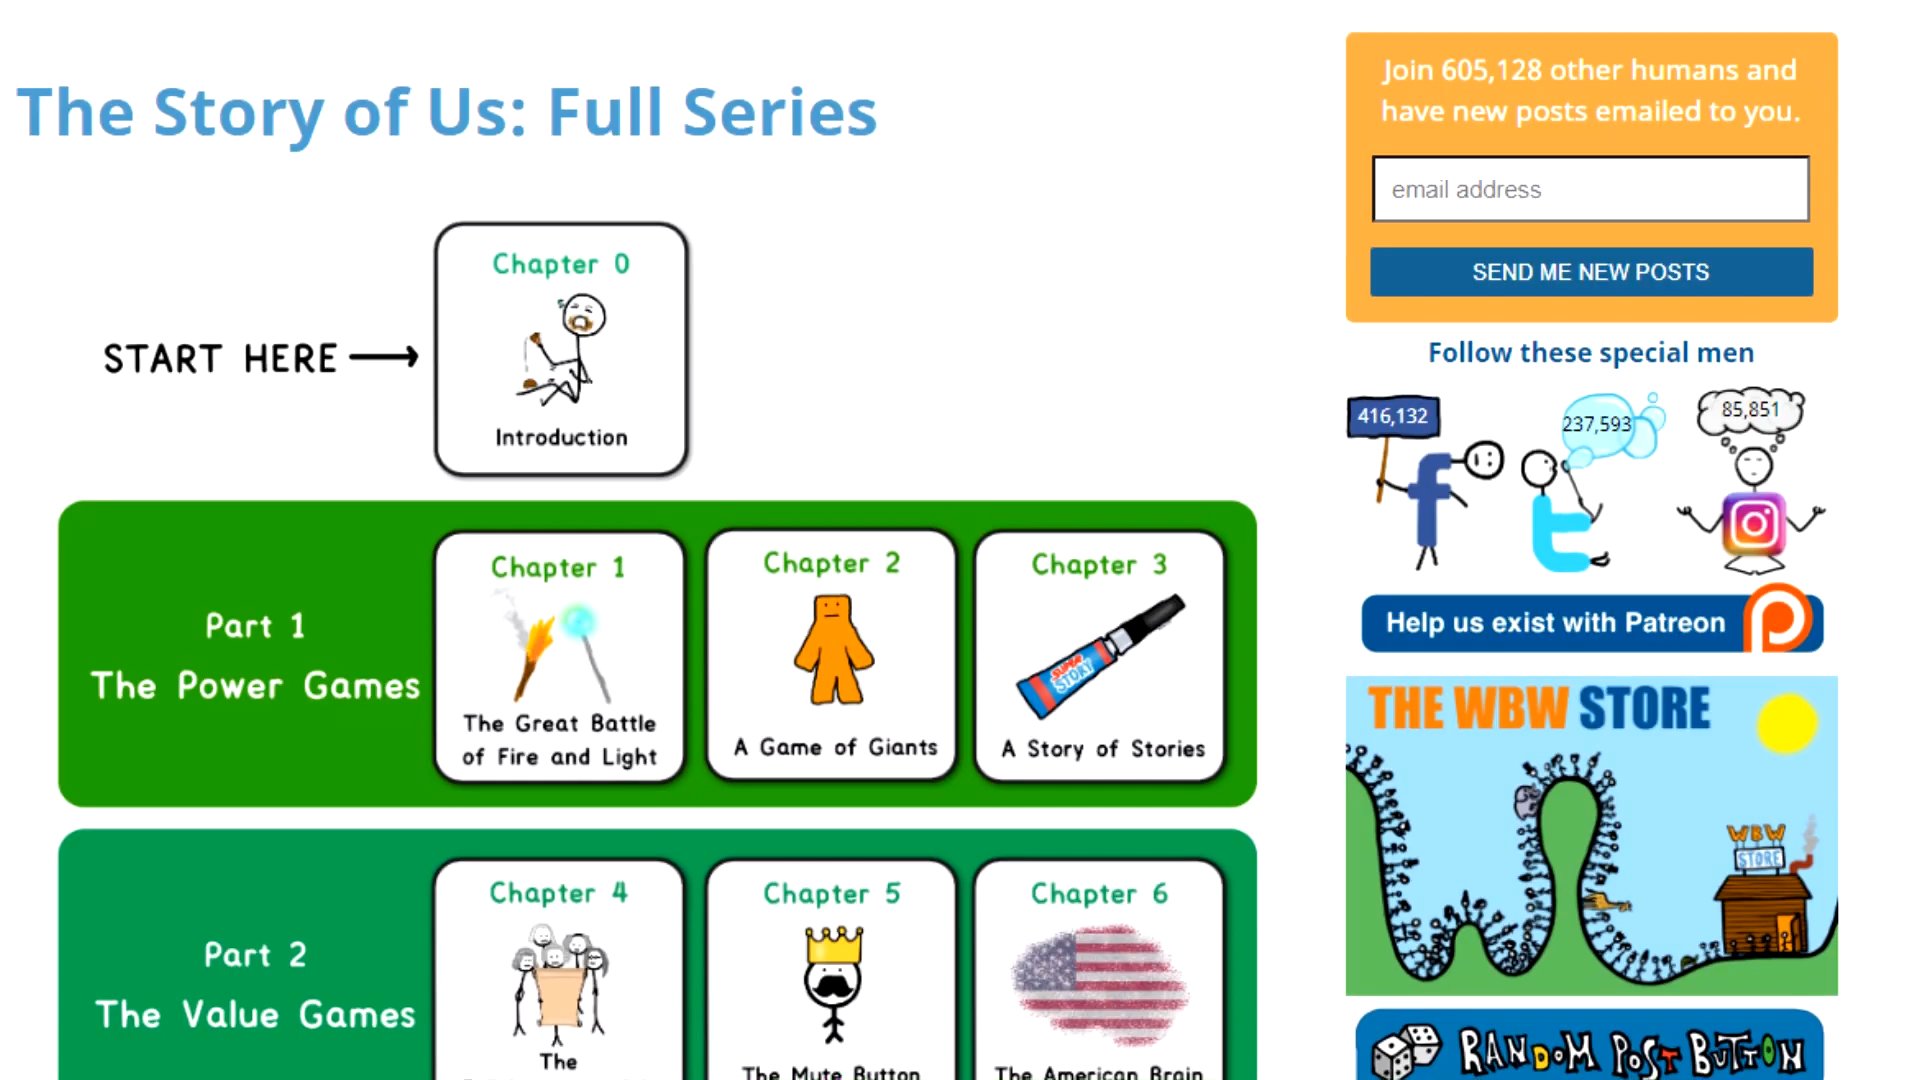 The Story of Us: Full Series
START HERE
Chapter 0
Introduction
Part 1
The Power Games
Chapter 1
The Great Battle
of Fire and Light
Chapter 2
A Game of Giants
Chapter 3
SUPER
STORY
A Story of Stories
Part 2
The Value Games
Chapter 4
The
Chapter 5
The Mute Button
Chapter 6
The American Brain
Join 605,128 other humans and
have new posts emailed to you.
email address
SEND ME NEW POSTS
Follow these special men
416,132
237,593
85,851
Help us exist with Patreon
THE WBW STORE
WBW
STORE
RANDOM POST BUTTON